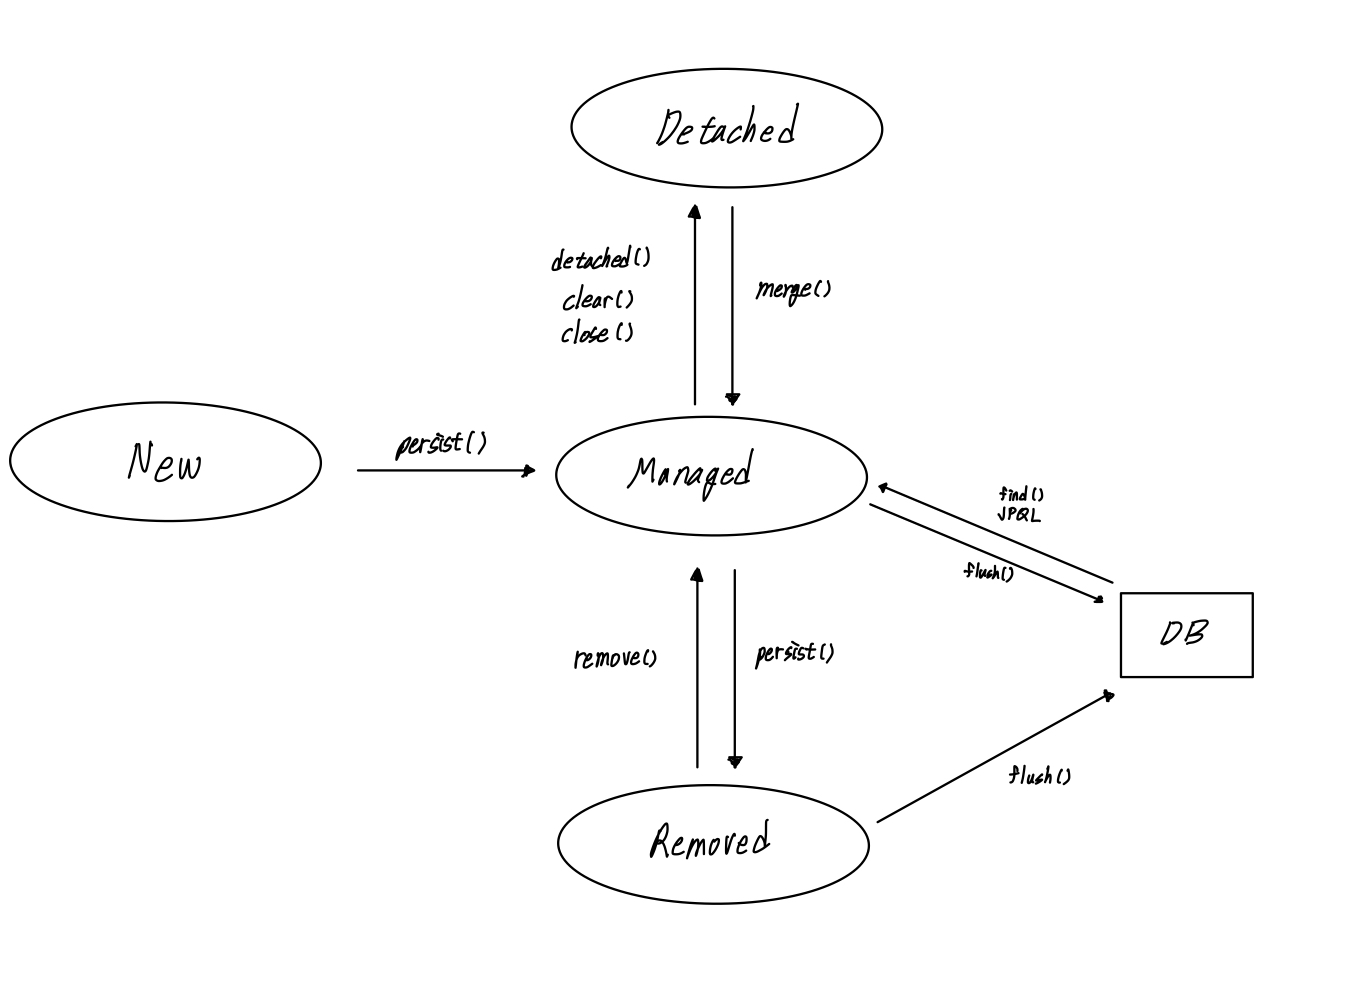 Detached
detached()
clear()
close()
merge()
New
persist()
Managed
find()
JPQL
flush()
DB
remove()
persist()
flush()
Removed